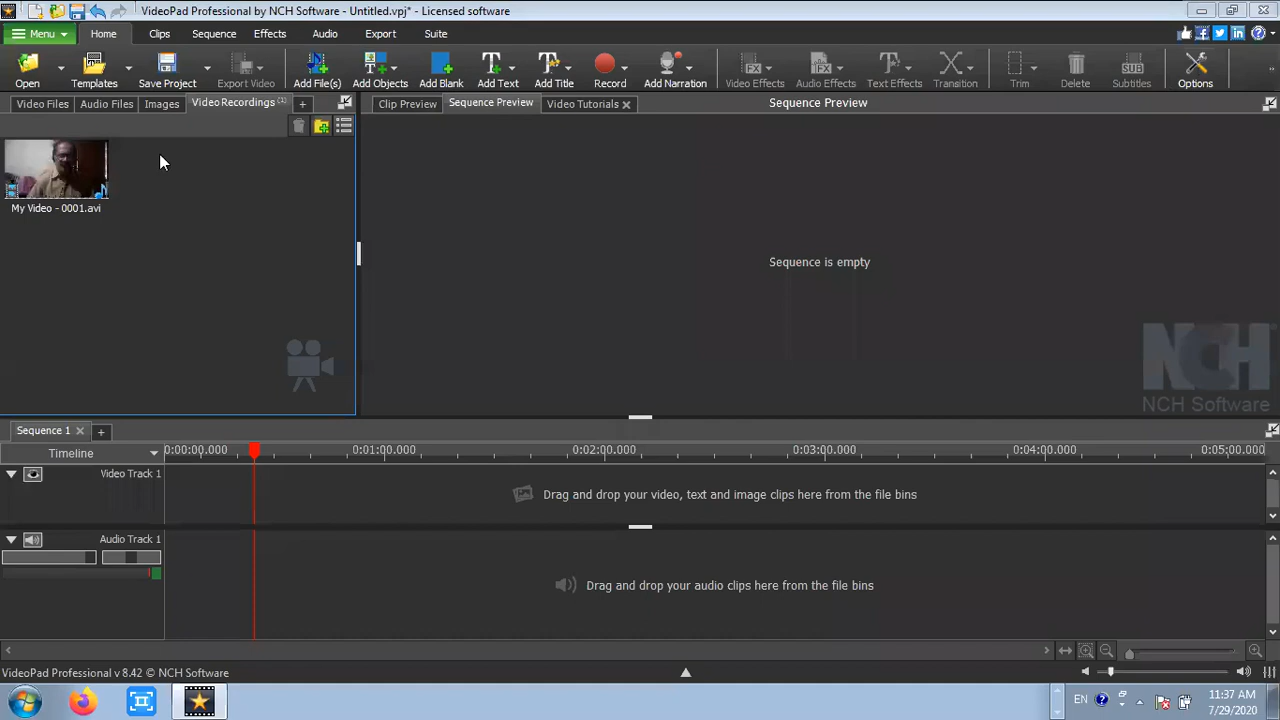 VideoPad Professional by NCH Software - Untitled.vpj* - Licensed software
Menu Home Clips Sequence Effects Audio Export Suite
Open Templates Save Project Export Video Add File(s) Add Objects Add Blank Add Text Add Title Record Add Narration Video Effects Audio Effects Text Effects Transition Trim Delete Subtitles Options
Video Files Audio Files Images Video Recordings (1) +
Clip Preview Sequence Preview Video Tutorials Sequence Preview
My Video - 0001.avi
Sequence is empty
NCH
NCH Software
Sequence 1 +
Timeline 0:00:00.000 0:01:00.000 0:02:00.000 0:03:00.000 0:04:00.000 0:05:00.000
Video Track 1
Drag and drop your video, text and image clips here from the file bins
Audio Track 1
Drag and drop your audio clips here from the file bins
VideoPad Professional v 8.42 © NCH Software
EN
11:37 AM
7/29/2020